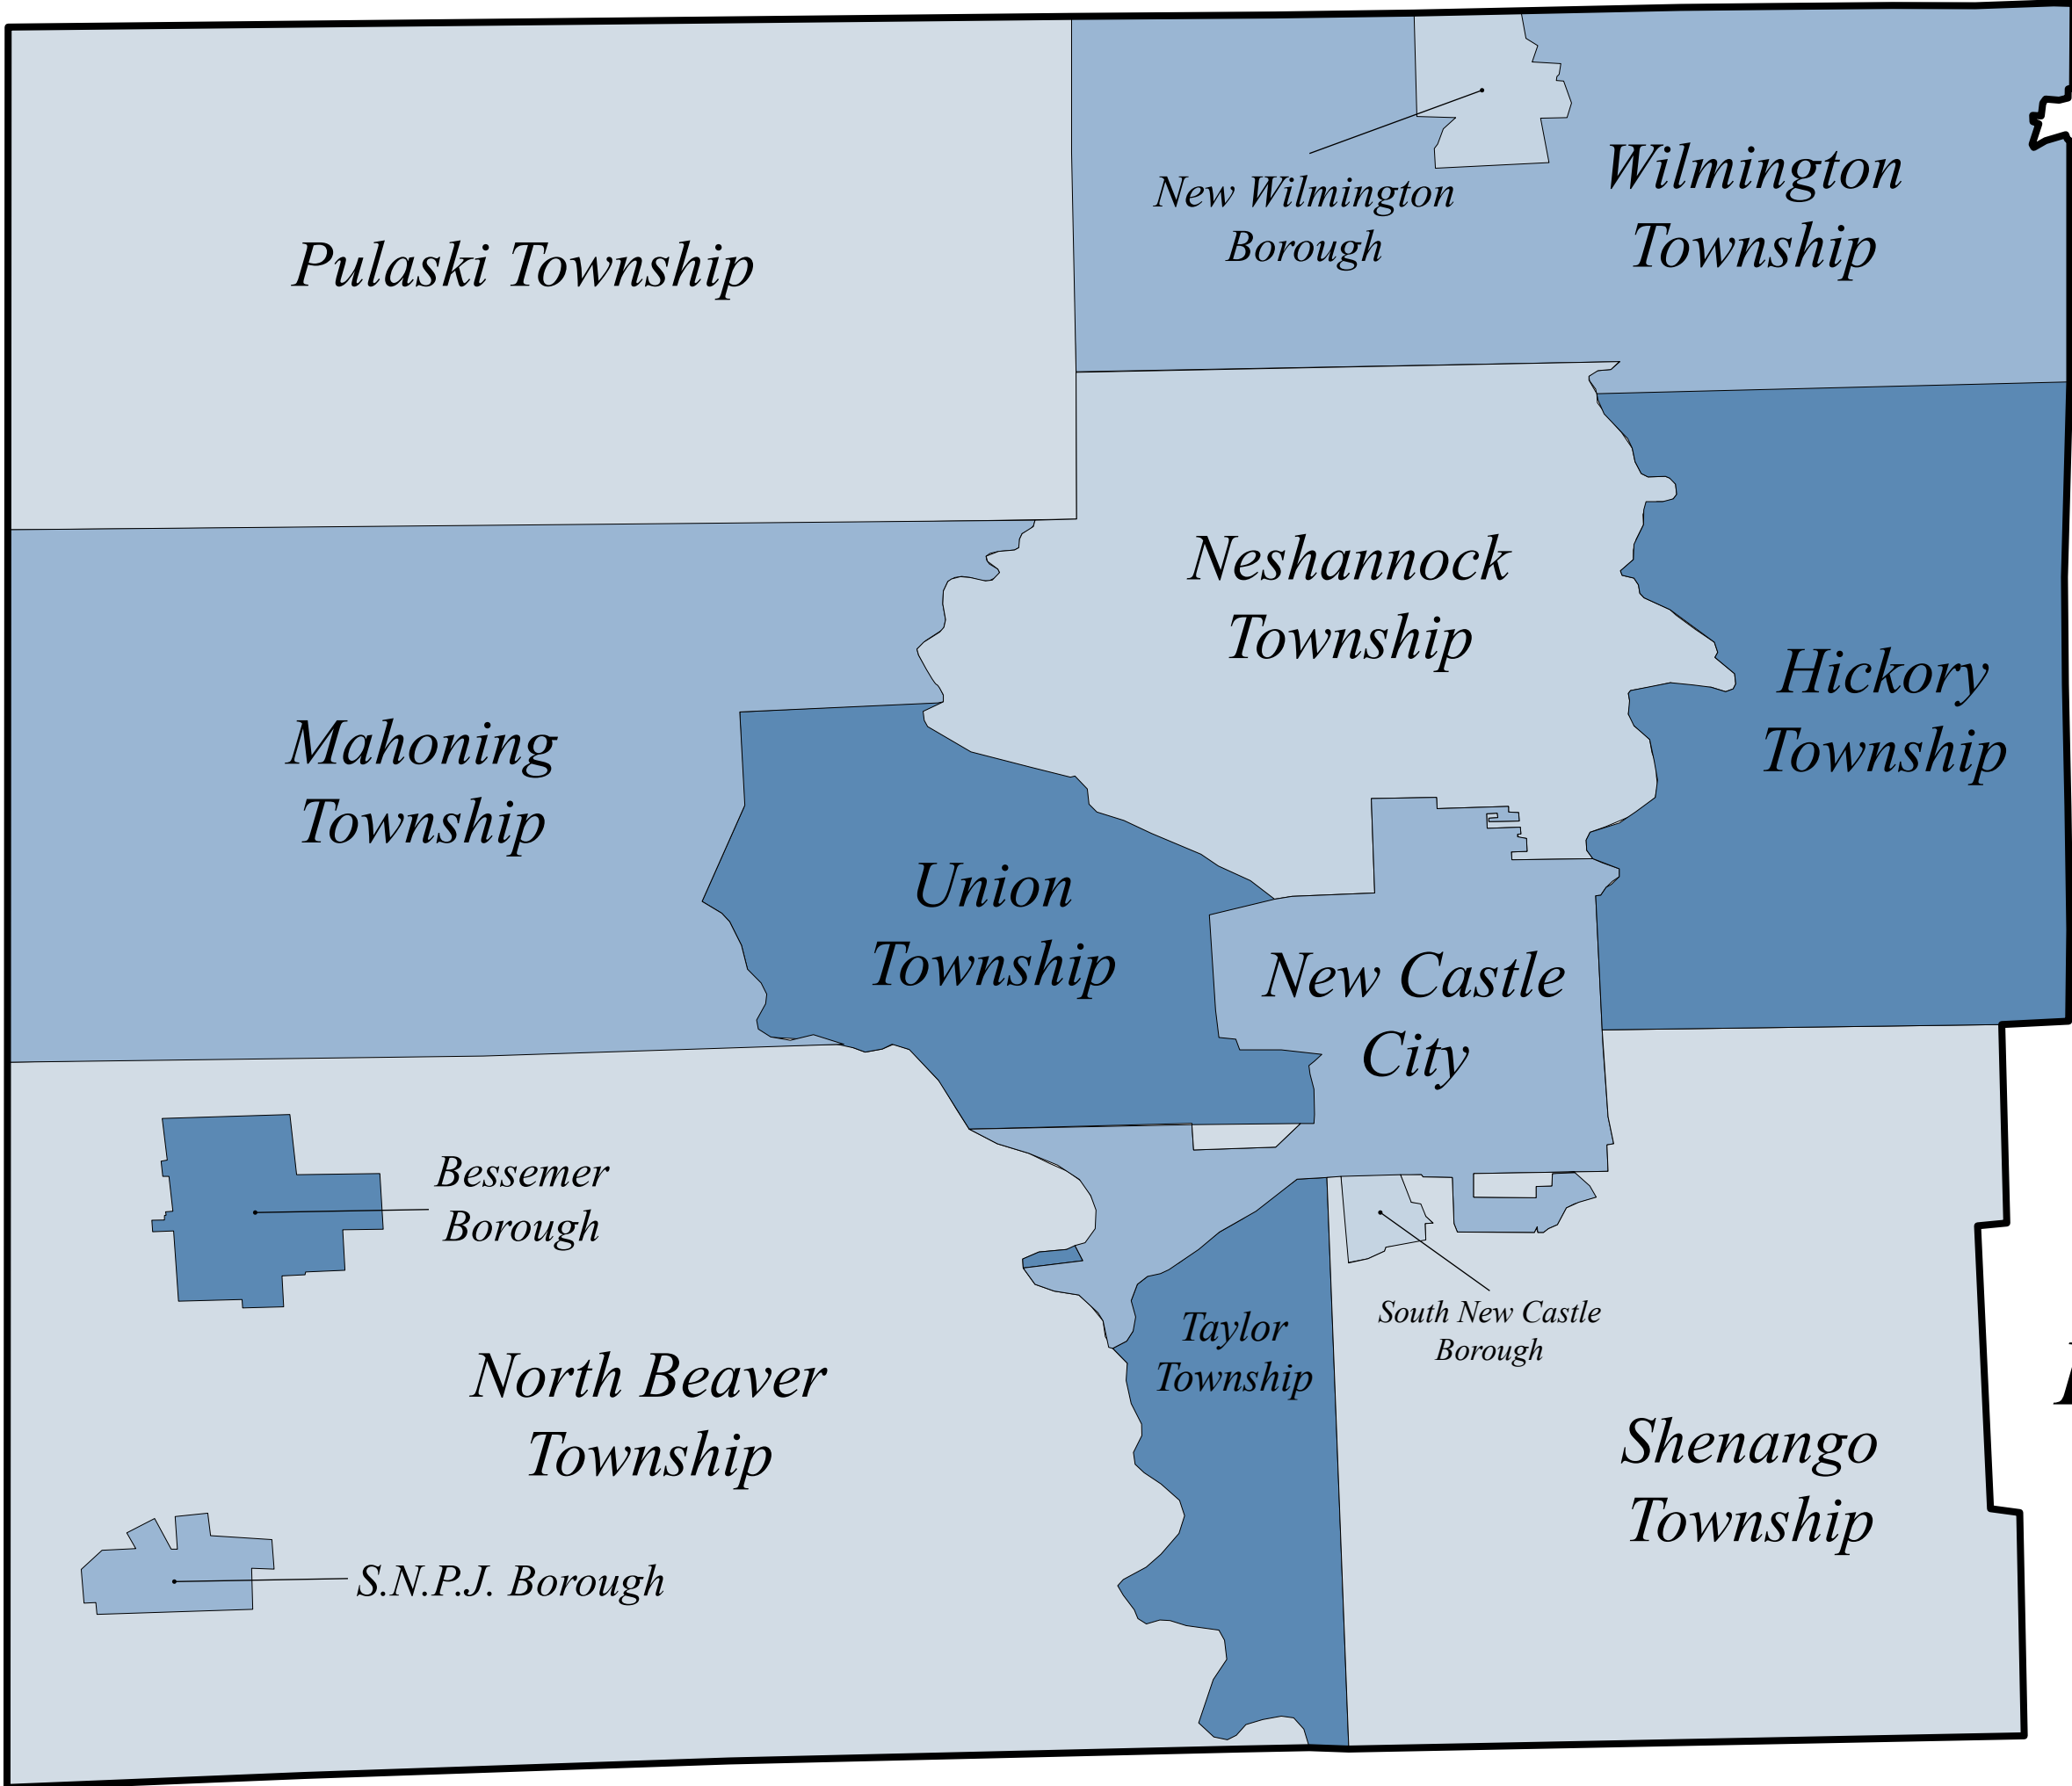 Pulaski Township
New Wilmington
Borough
Wilmington
Township
Neshannock
Township
Hickory
Township
Mahoning
Township
Union
Township
New Castle
City
Bessemer
Borough
Taylor
Township
South New Castle
Borough
North Beaver
Township
Shenango
Township
S.N.P.J. Borough